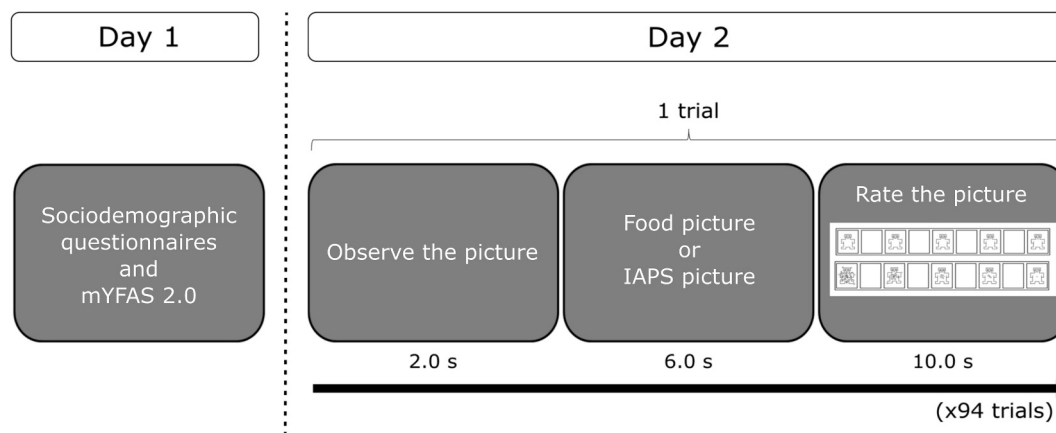 Day 1
Day 2
1 trial
Sociodemographic
questionnaires
and
mYFAS 2.0
Observe the picture
Food picture
or
IAPS picture
Rate the picture
2.0 s
6.0 s
10.0 s
(x94 trials)